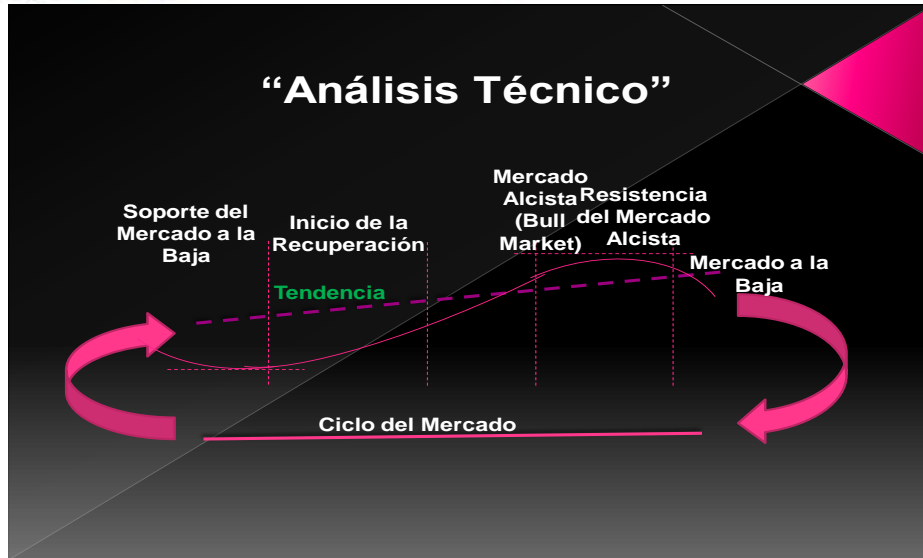 “Análisis Técnico”
Soporte del
Mercado a la
Baja
Inicio de la
Recuperación
Mercado
Alcista
(Bull
Market)
Resistencia
del Mercado
Alcista
Mercado a la
Baja
Tendencia
Ciclo del Mercado